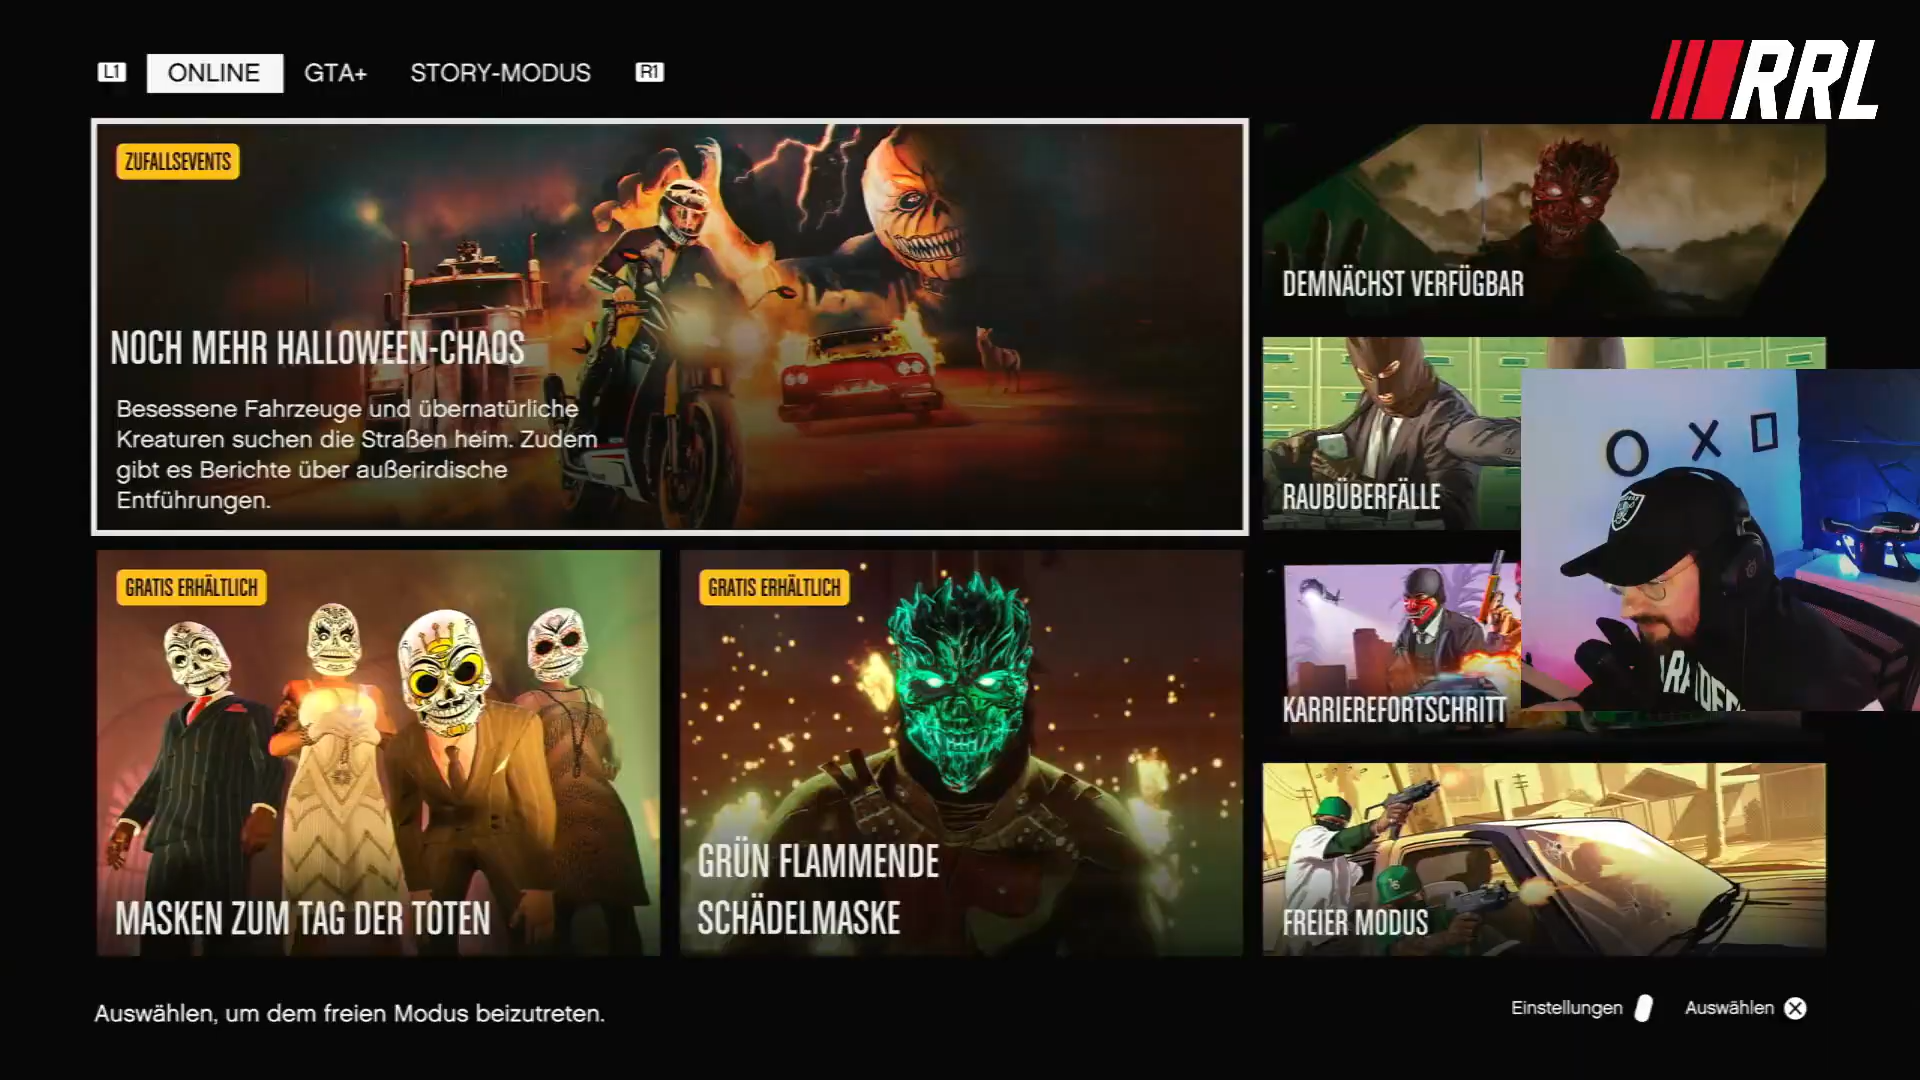 L1 ONLINE GTA+ STORY-MODUS R1
RRL
ZUFALLSEVENTS
NOCH MEHR HALLOWEEN-CHAOS
Besessene Fahrzeuge und übernatürliche
Kreaturen suchen die Straßen heim. Zudem
gibt es Berichte über außerirdische
Entführungen.
DEMNÄCHST VERFÜGBAR
RAUBÜBERFÄLLE
KARRIEREFORTSCHRITT
FREIER MODUS
GRATIS ERHÄLTLICH
MASKEN ZUM TAG DER TOTEN
GRATIS ERHÄLTLICH
GRÜN FLAMMENDE
SCHÄDELMASKE
Auswählen, um dem freien Modus beizutreten.
Einstellungen Auswählen